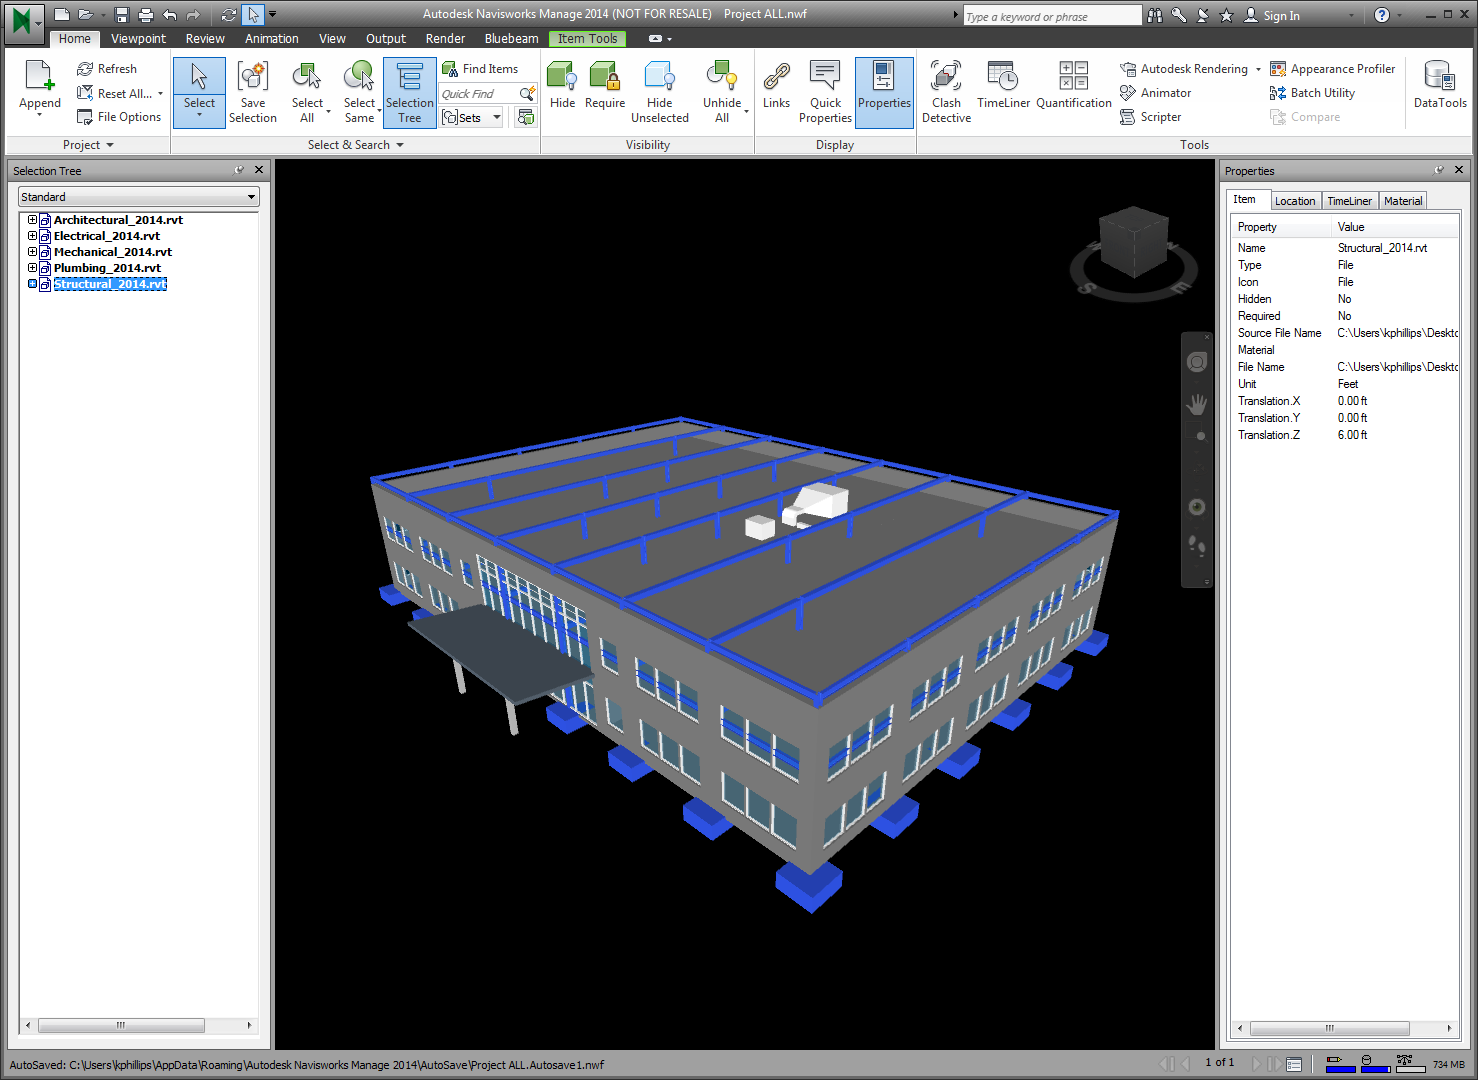 Autodesk Navisworks Manage 2014 (NOT FOR RESALE) Project ALL.nwf
Type a keyword or phrase
Sign In
Home Viewpoint Review Animation View Output Render Bluebeam Item Tools
Append
Refresh
Reset All...
File Options
Project
Select
Save Selection
Select All
Select Same
Selection Tree
Find Items
Quick Find
Sets
Select & Search
Hide
Require
Hide Unselected
Unhide All
Visibility
Links
Quick Properties
Properties
Display
Clash Detective
TimeLiner
Quantification
Autodesk Rendering
Animator
Scripter
Appearance Profiler
Batch Utility
Compare
DataTools
Tools
Selection Tree
Standard
Architectural_2014.rvt
Electrical_2014.rvt
Mechanical_2014.rvt
Plumbing_2014.rvt
Structural_2014.rvt
S
E
Properties
Item Location TimeLiner Material
Property Value
Name Structural_2014.rvt
Type File
Icon File
Hidden No
Required No
Source File Name C:\Users\kphillips\Deskto
Material
File Name C:\Users\kphillips\Deskto
Unit Feet
Translation.X 0.00 ft
Translation.Y 0.00 ft
Translation.Z 6.00 ft
AutoSaved: C:\Users\kphillips\AppData\Roaming\Autodesk Navisworks Manage 2014\AutoSave\Project ALL.Autosave1.nwf
1 of 1
734 MB